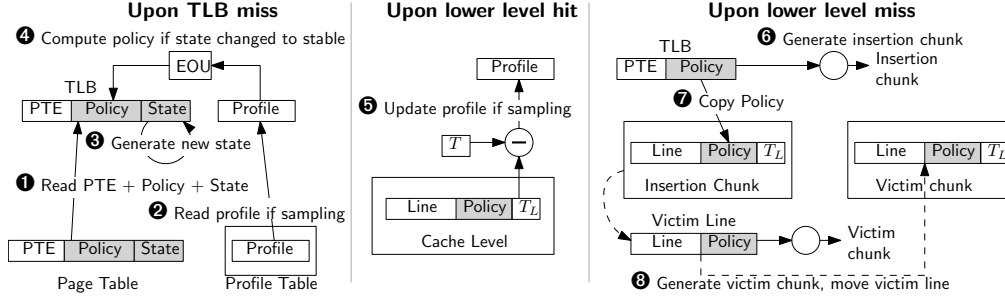 Upon TLB miss
❹ Compute policy if state changed to stable
EOU
TLB
PTE Policy State
Profile
❸ Generate new state
❶ Read PTE + Policy + State
❷ Read profile if sampling
PTE Policy State
Profile
Page Table
Profile Table
Upon lower level hit
Profile
❺ Update profile if sampling
T
−
Line Policy T_L
Cache Level
Upon lower level miss
TLB
❻ Generate insertion chunk
PTE Policy
Insertion
chunk
❼ Copy Policy
Line Policy T_L
Insertion Chunk
Line Policy T_L
Victim chunk
Victim Line
Line Policy
Victim
chunk
❽ Generate victim chunk, move victim line